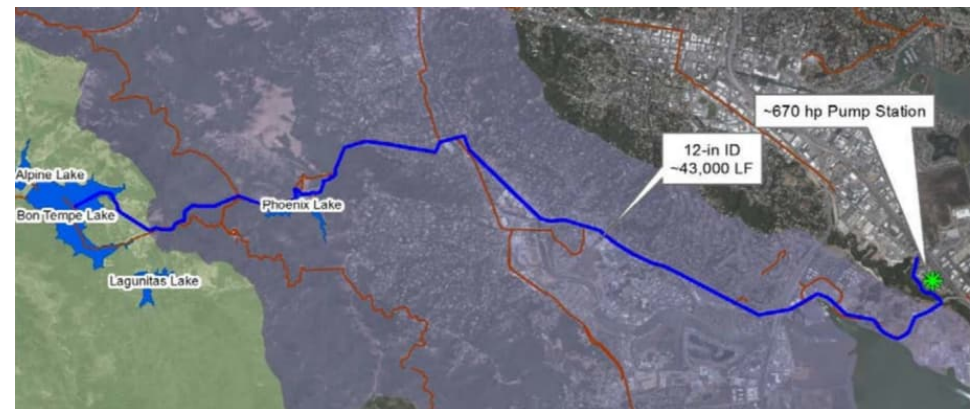 ~670 hp Pump Station
12-in ID
~43,000 LF
Alpine Lake
Phoenix Lake
Bon Tempe Lake
Lagunitas Lake